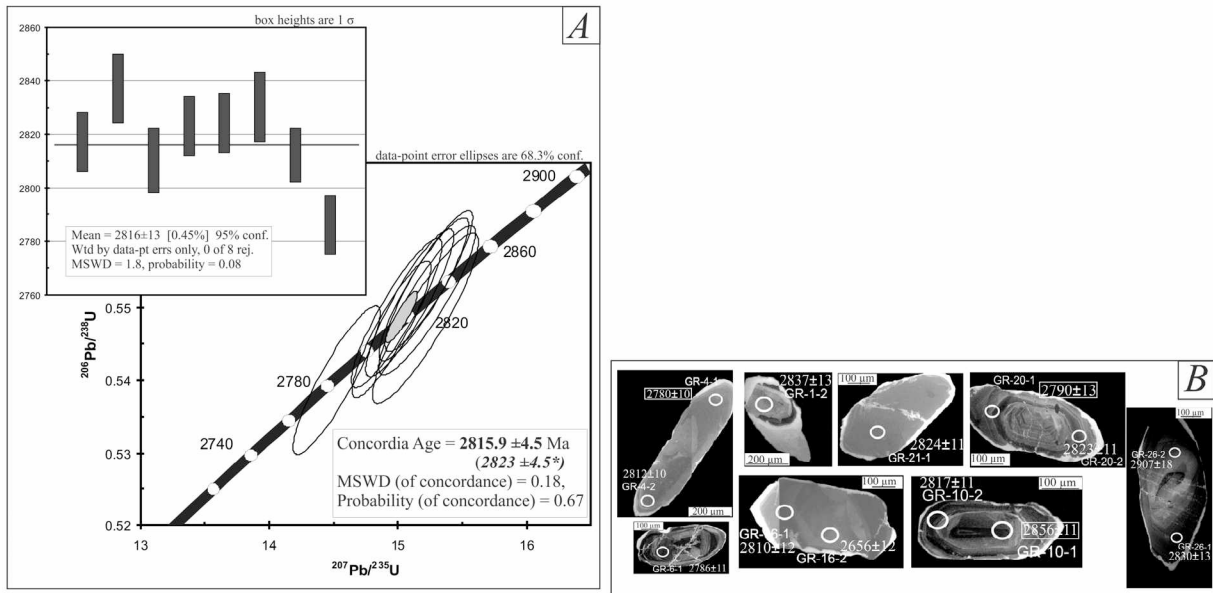 box heights are 1 σ
A
2860
2840
2820
2800
2780
2760
Mean = 2816±13 [0.45%] 95% conf.
Wtd by data-pt errs only, 0 of 8 rej.
MSWD = 1.8, probability = 0.08
data-point error ellipses are 68.3% conf.
2900
2860
2820
2780
2740
0.55
0.54
0.53
0.52
206Pb/238U
Concordia Age = 2815.9 ±4.5 Ma
(2823 ±4.5*)
MSWD (of concordance) = 0.18,
Probability (of concordance) = 0.67
13
14
15
16
207Pb/235U
B
GR-4-1
2780±10
2812±10
GR-4-2
200 µm
2837±13
GR-1-2
200 µm
100 µm
2824±11
GR-21-1
GR-20-1
2790±13
2823±11
GR-20-2
100 µm
100 µm
GR-26-2
2907±18
GR-26-1
2830±13
100 µm
GR-6-1
2786±11
100 µm
GR-16-1
2810±12
2656±12
GR-16-2
2817±11
GR-10-2
100 µm
2856±11
GR-10-1